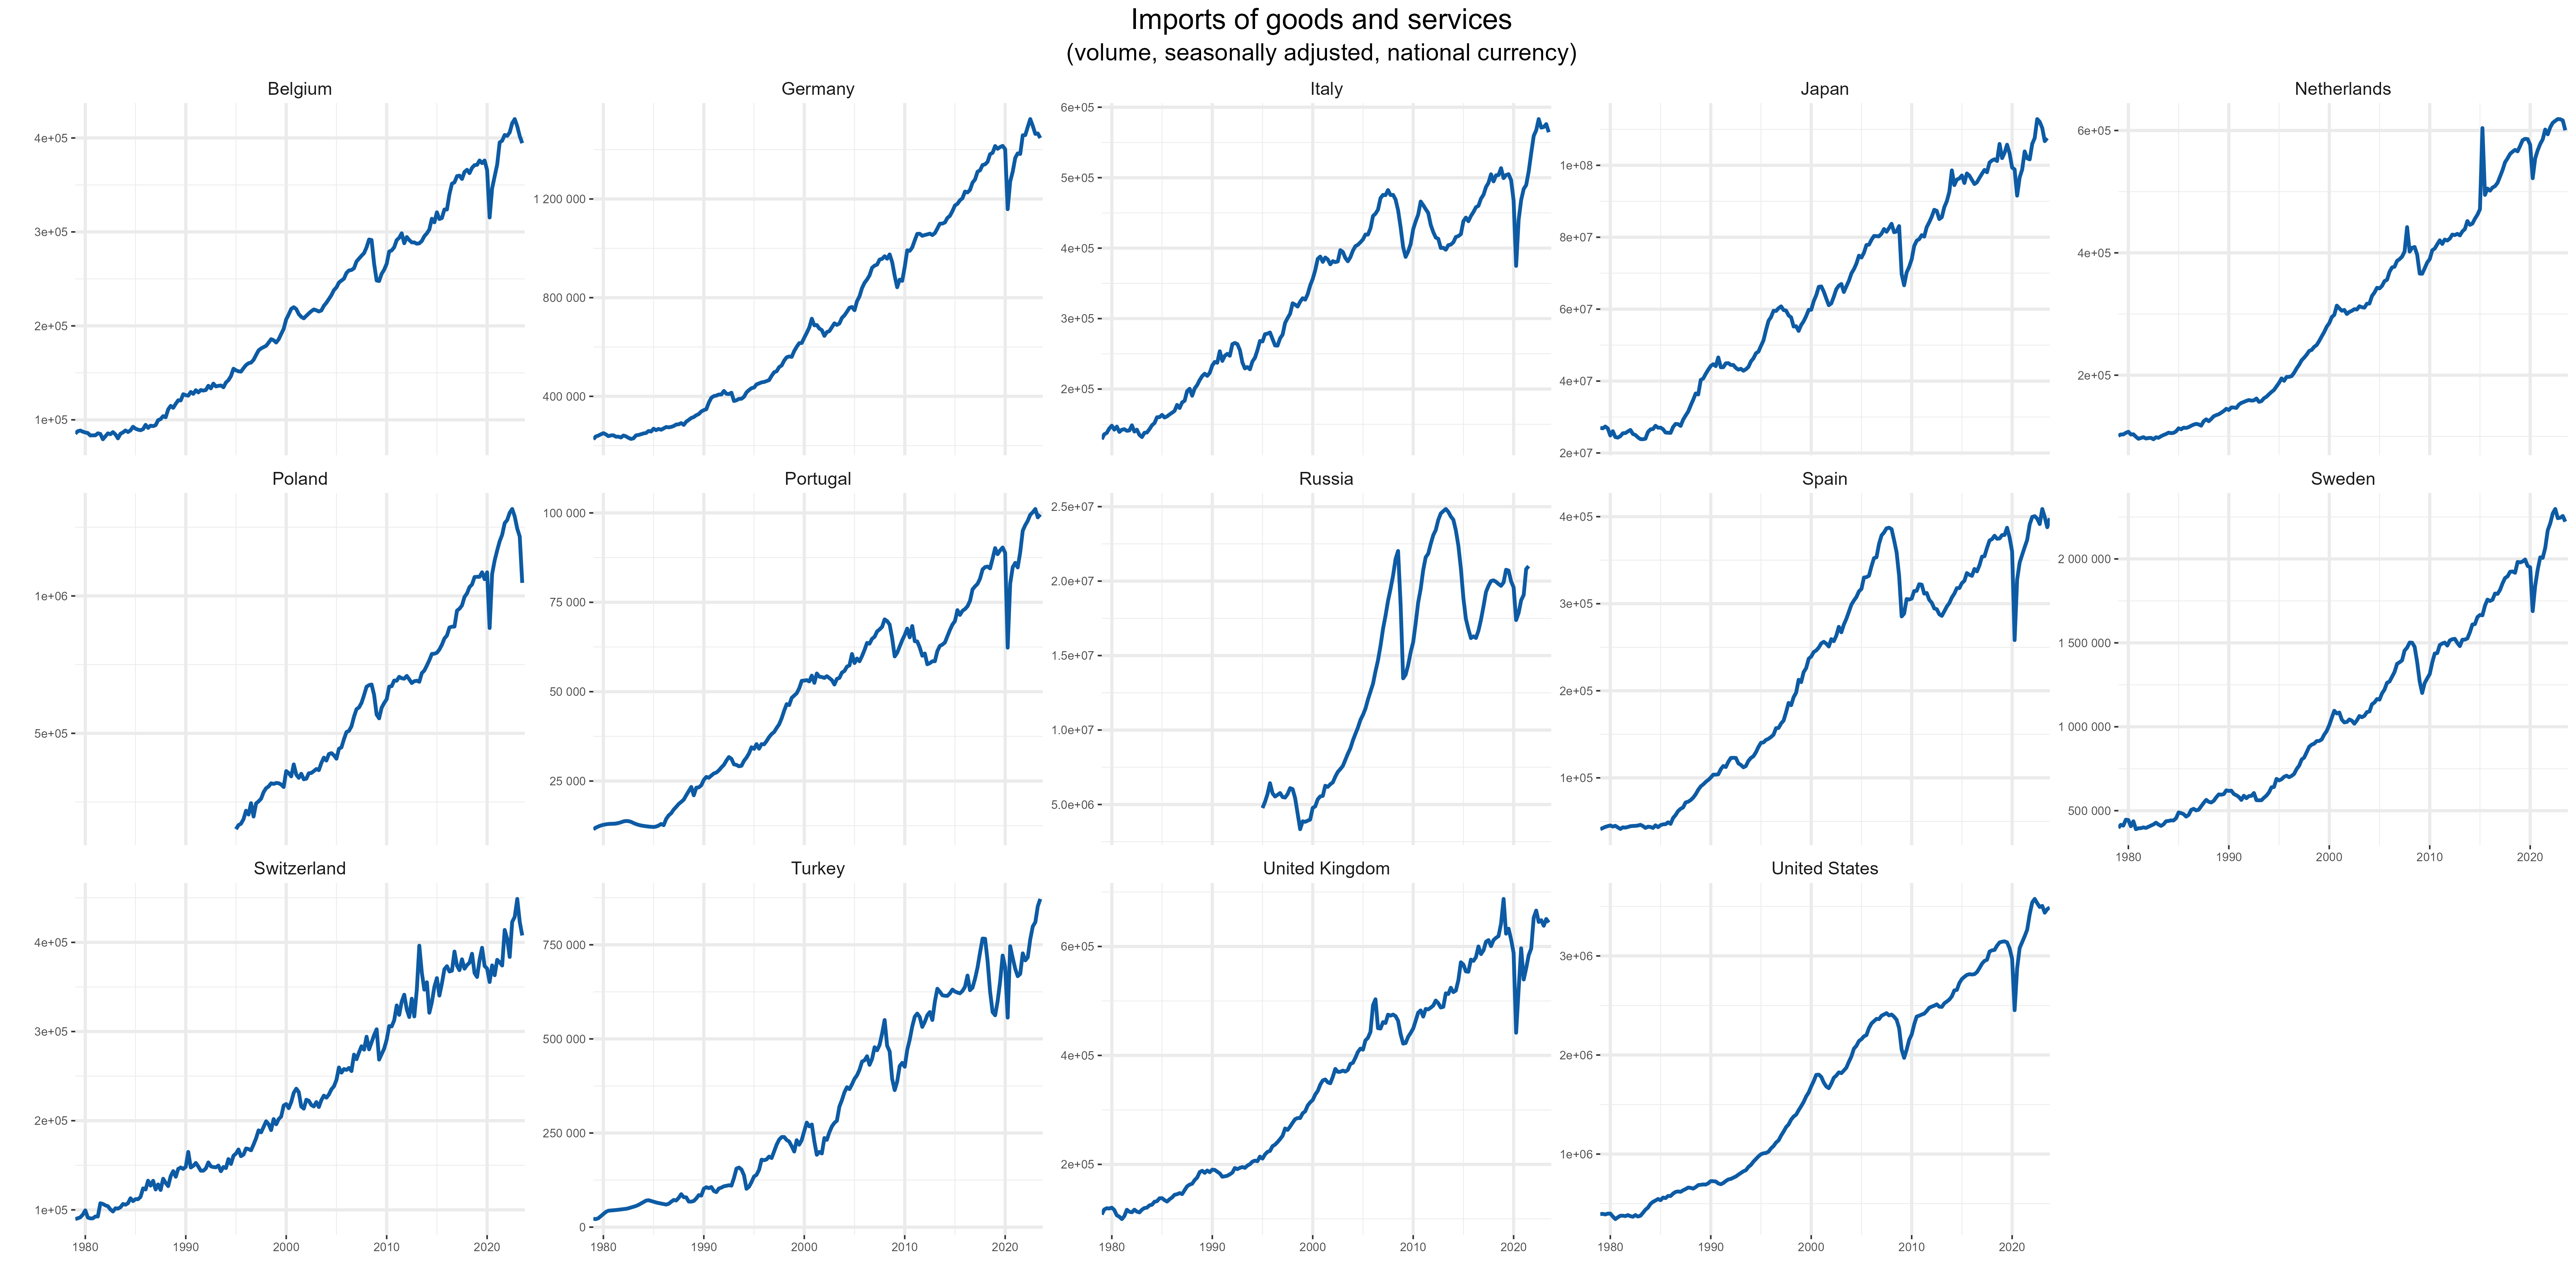 Imports of goods and services
(volume, seasonally adjusted, national currency)
Belgium
Germany
Italy
Japan
Netherlands
4e+05
3e+05
2e+05
1e+05
1 200 000
800 000
400 000
6e+05
5e+05
4e+05
3e+05
2e+05
1e+08
8e+07
6e+07
4e+07
2e+07
6e+05
4e+05
2e+05
Poland
Portugal
Russia
Spain
Sweden
1e+06
5e+05
100 000
75 000
50 000
25 000
2.5e+07
2.0e+07
1.5e+07
1.0e+07
5.0e+06
4e+05
3e+05
2e+05
1e+05
2 000 000
1 500 000
1 000 000
500 000
1980 1990 2000 2010 2020
Switzerland
Turkey
United Kingdom
United States
4e+05
3e+05
2e+05
1e+05
750 000
500 000
250 000
0
6e+05
4e+05
2e+05
3e+06
2e+06
1e+06
1980 1990 2000 2010 2020
1980 1990 2000 2010 2020
1980 1990 2000 2010 2020
1980 1990 2000 2010 2020